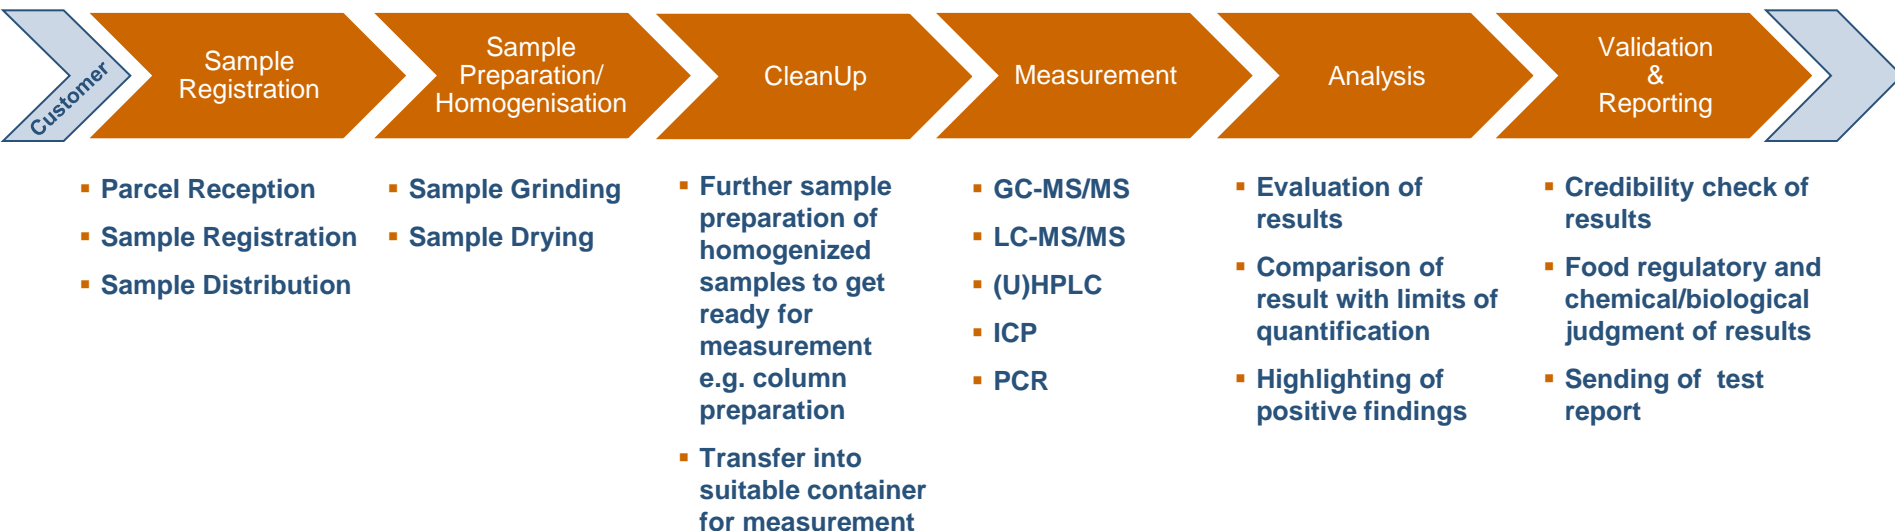 Customer
Sample
Registration
Sample
Preparation/
Homogenisation
CleanUp
Measurement
Analysis
Validation
&
Reporting
▪ Parcel Reception
▪ Sample Registration
▪ Sample Distribution
▪ Sample Grinding
▪ Sample Drying
▪ Further sample
preparation of
homogenized
samples to get
ready for
measurement
e.g. column
preparation
▪ Transfer into
suitable container
for measurement
▪ GC-MS/MS
▪ LC-MS/MS
▪ (U)HPLC
▪ ICP
▪ PCR
▪ Evaluation of
results
▪ Comparison of
result with limits of
quantification
▪ Highlighting of
positive findings
▪ Credibility check of
results
▪ Food regulatory and
chemical/biological
judgment of results
▪ Sending of test
report